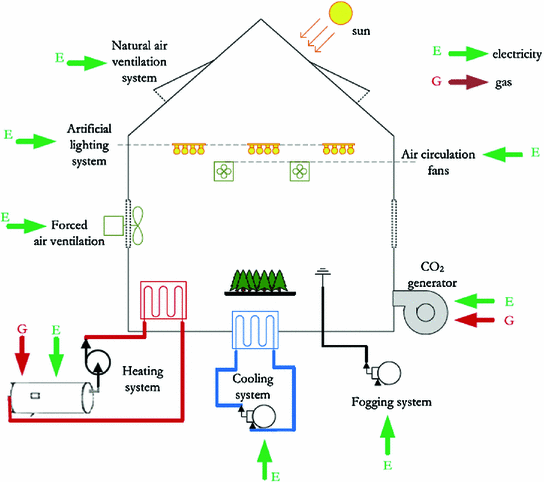 sun
E
Natural air
ventilation
system
E
electricity
G
gas
E
Artificial
lighting
system
Air circulation
fans
E
E
Forced
air ventilation
CO2
generator
E
G
G
E
Heating
system
Cooling
system
Fogging system
E
E